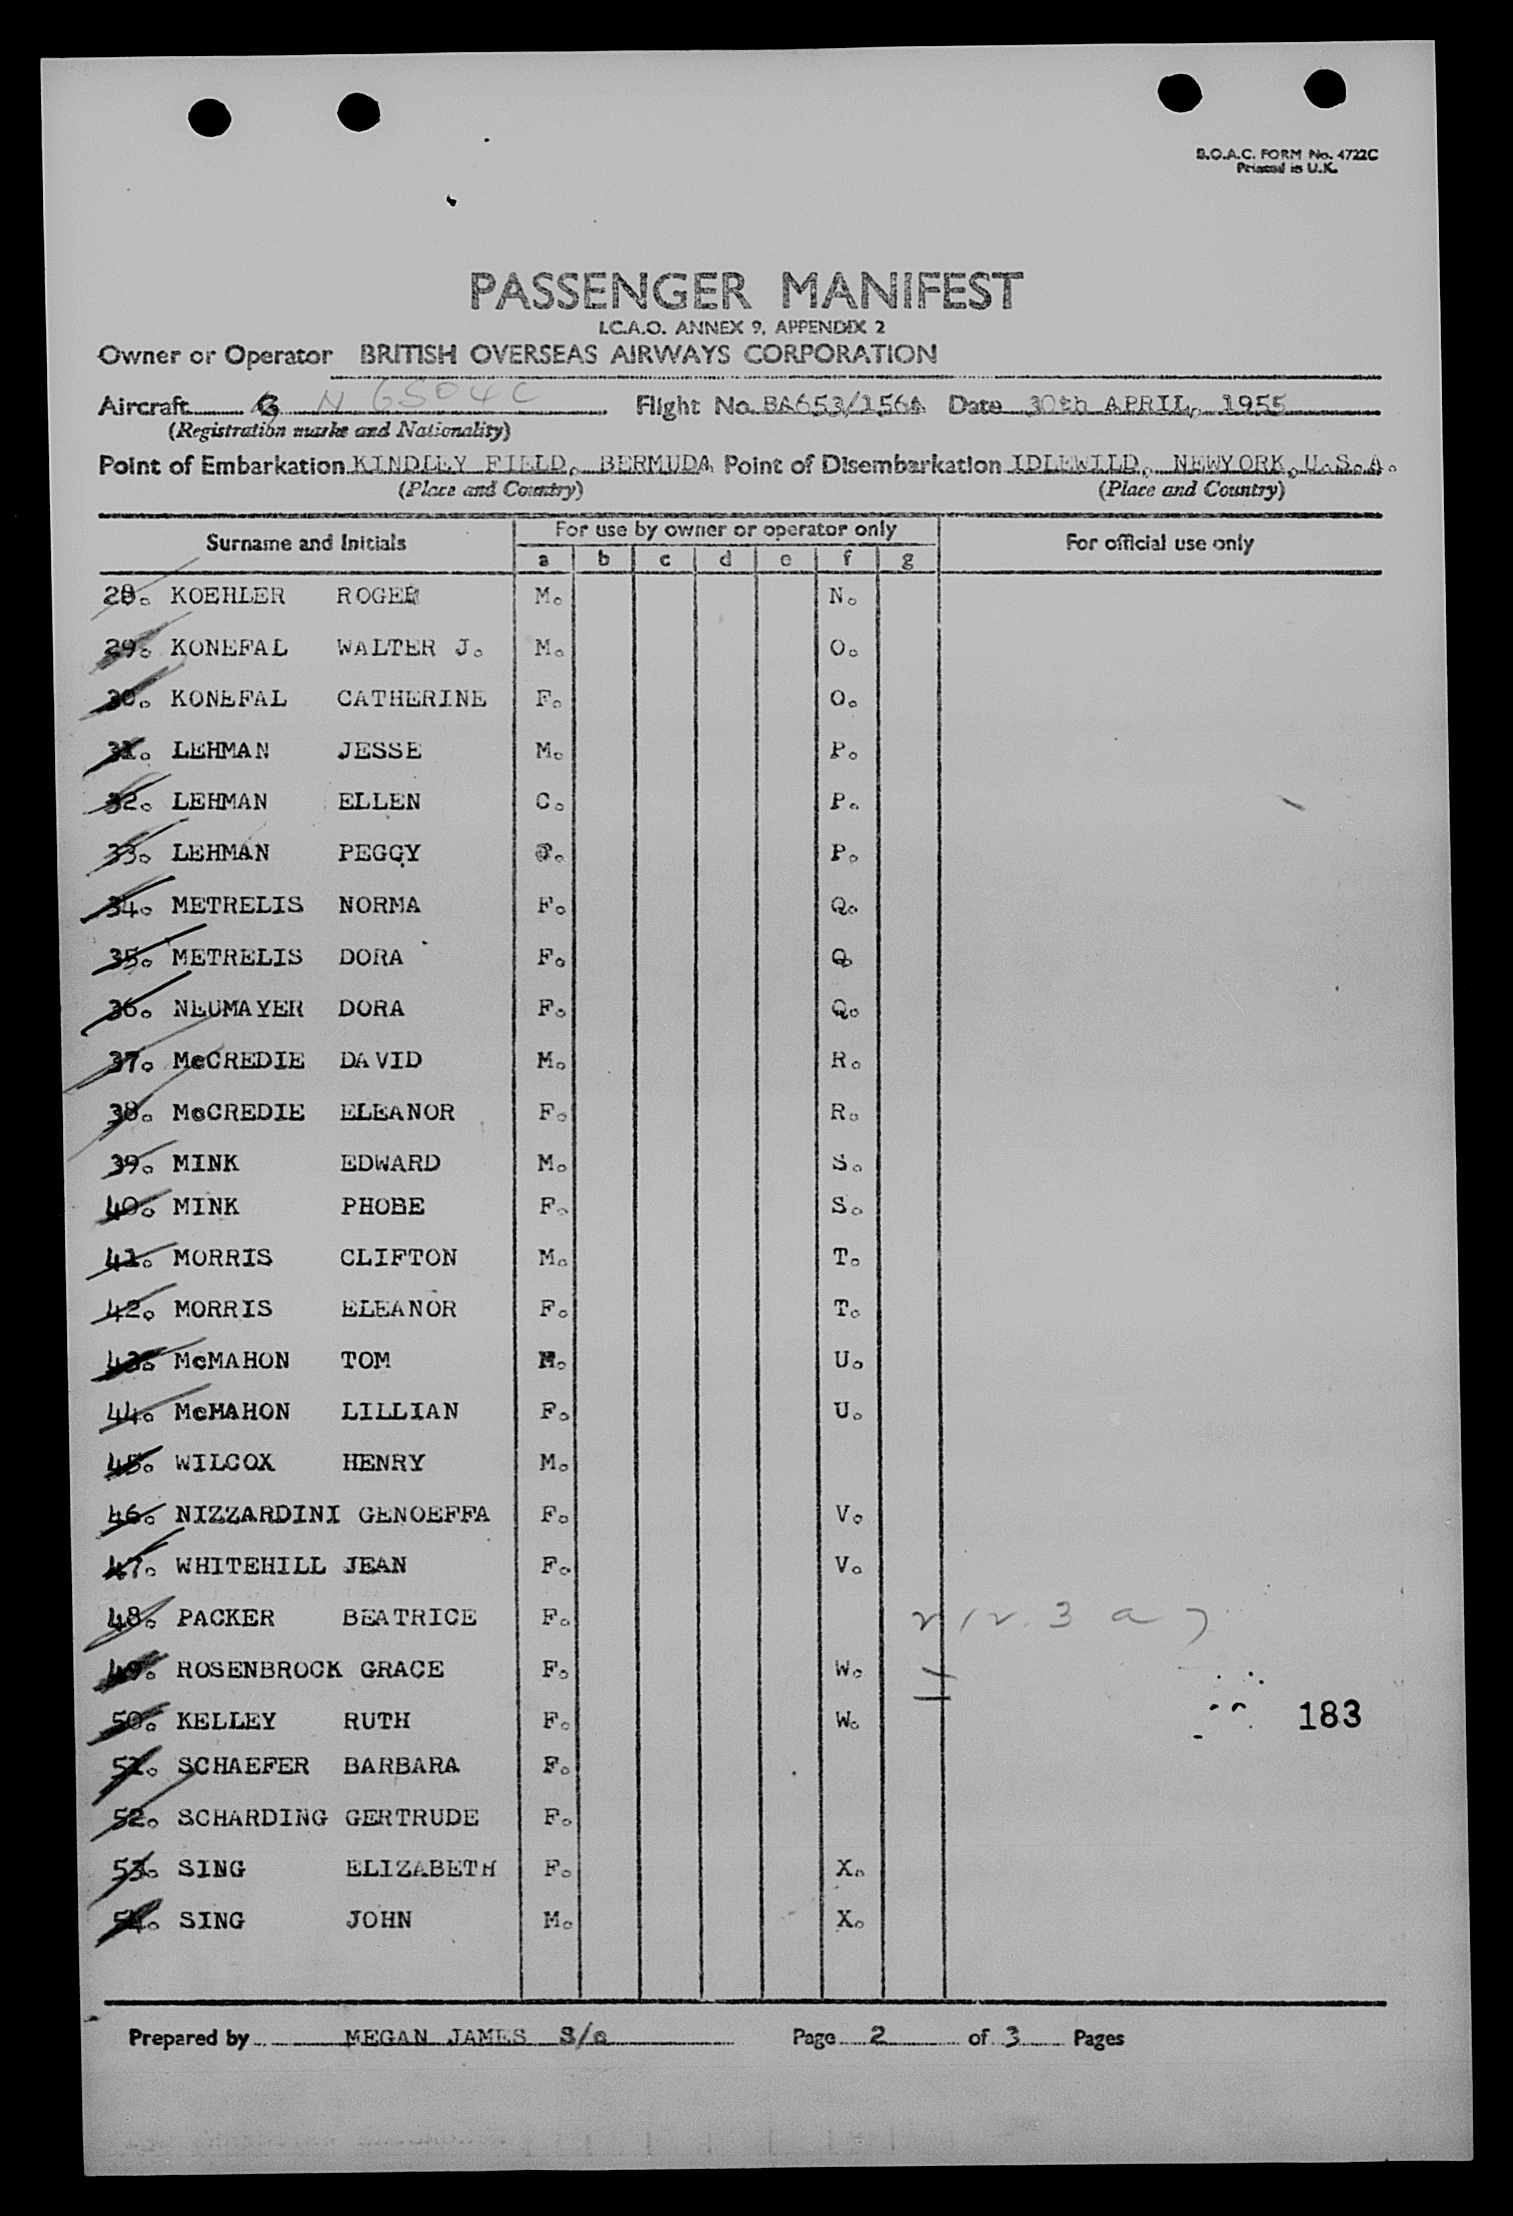 B.O.A.C. FORM No. 4722C
Printed in U.K.
PASSENGER MANIFEST
I.C.A.O. ANNEX 9, APPENDIX 2
Owner or Operator BRITISH OVERSEAS AIRWAYS CORPORATION
Aircraft G N 6504C Flight No. BA653/156A Date 30th APRIL, 1955
(Registration marks and Nationality)
Point of Embarkation KINDLEY FIELD, BERMUDA Point of Disembarkation IDLEWILD, NEWYORK, U.S.A.
(Place and Country) (Place and Country)
Surname and Initials For use by owner or operator only For official use only
a b c d e f g
28. KOEHLER ROGER M. N.
29. KONEFAL WALTER J. M. O.
30. KONEFAL CATHERINE F. O.
31. LEHMAN JESSE M. P.
32. LEHMAN ELLEN C. P.
33. LEHMAN PEGGY P.
34. METRELIS NORMA F. Q.
35. METRELIS DORA F. Q
36. NEUMAYER DORA F. Q.
37. McCREDIE DAVID M. R.
38. McCREDIE ELEANOR F. R.
39. MINK EDWARD M. S.
40. MINK PHOBE F. S.
41. MORRIS CLIFTON M. T.
42. MORRIS ELEANOR F. T.
43. McMAHON TOM M. U.
44. McMAHON LILLIAN F. U.
45. WILCOX HENRY M.
46. NIZZARDINI GENOEFFA F. V.
47. WHITEHILL JEAN F. V.
48. PACKER BEATRICE F.
49. ROSENBROCK GRACE F. W.
50. KELLEY RUTH F. W.
183
51. SCHAEFER BARBARA F.
52. SCHARDING GERTRUDE F.
53. SING ELIZABETH F. X.
54. SING JOHN M. X.
Prepared by MEGAN JAMES S/s Page 2 of 3 Pages